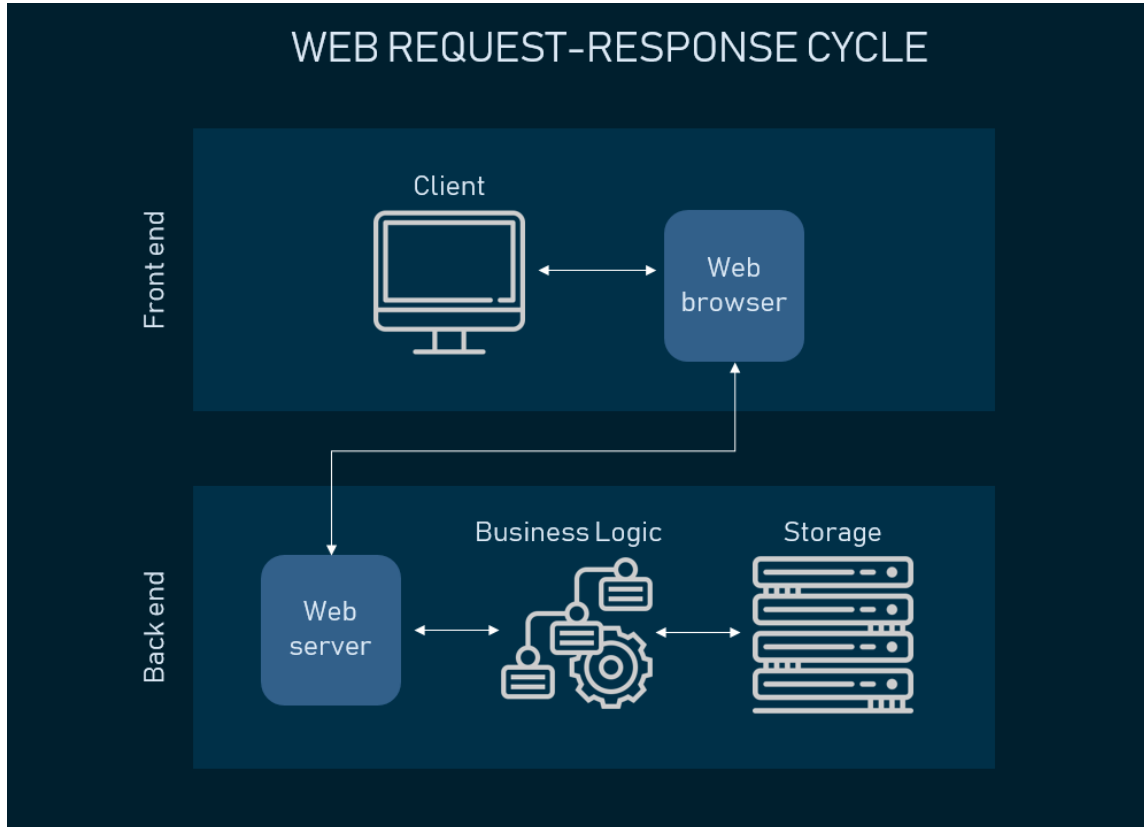 WEB REQUEST-RESPONSE CYCLE
Front end
Client
Web
browser
Back end
Business Logic
Storage
Web
server